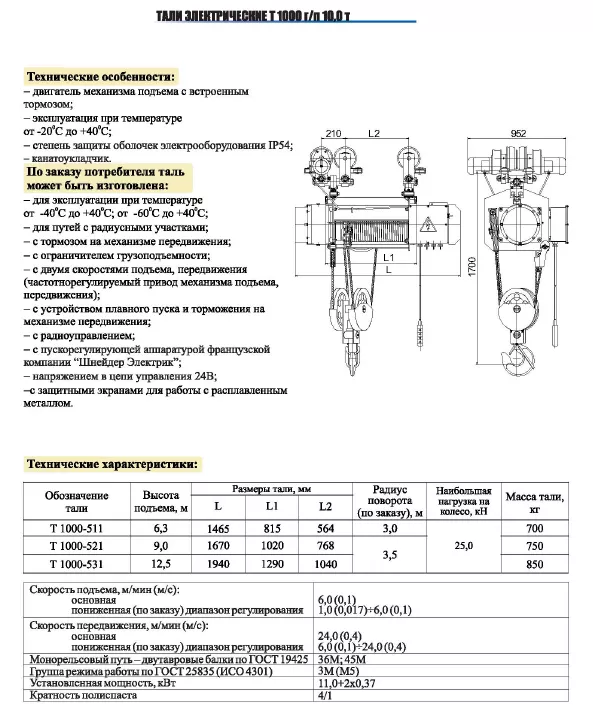 ТАЛИ ЭЛЕКТРИЧЕСКИЕ Т 1000 г/п 10,0 т
Технические особенности:
– двигатель механизма подъема с встроенным
тормозом;
– эксплуатация при температуре
от -20⁰С до +40⁰С;
– степень защиты оболочек электрооборудования IP54;
– канатоукладчик.
По заказу потребителя таль
может быть изготовлена:
– для эксплуатации при температуре
от -40⁰С до +40⁰С; от -60⁰С до +40⁰С;
– для путей с радиусными участками;
– с тормозом на механизме передвижения;
– с ограничителем грузоподъемности;
– с двумя скоростями подъема, передвижения
(частотнорегулируемый привод механизма подъема,
передвижения);
– с устройством плавного пуска и торможения на
механизме передвижения;
– с радиоуправлением;
– с пускорегулирующей аппаратурой французской
компании “Шнейдер Электрик”;
– напряжением в цепи управления 24В;
–с защитными экранами для работы с расплавленным
металлом.
210 L2 952
L1
L
1700
Технические характеристики:
Обозначение тали Высота подъема, м Размеры тали, мм Радиус поворота (по заказу), м Наибольшая нагрузка на колесо, кН Масса тали, кг
L L1 L2
Т 1000-511 6,3 1465 815 564 3,0 25,0 700
Т 1000-521 9,0 1670 1020 768 3,5 750
Т 1000-531 12,5 1940 1290 1040 850
Скорость подъема, м/мин (м/с):
основная 6,0 (0,1)
пониженная (по заказу) диапазон регулирования 1,0 (0,017)÷6,0 (0,1)
Скорость передвижения, м/мин (м/с):
основная 24,0 (0,4)
пониженная (по заказу) диапазон регулирования 6,0 (0,1)÷24,0 (0,4)
Монорельсовый путь – двутавровые балки по ГОСТ 19425 36М; 45М
Группа режима работы по ГОСТ 25835 (ИСО 4301) 3М (М5)
Установленная мощность, кВт 11,0+2х0,37
Кратность полиспаста 4/1